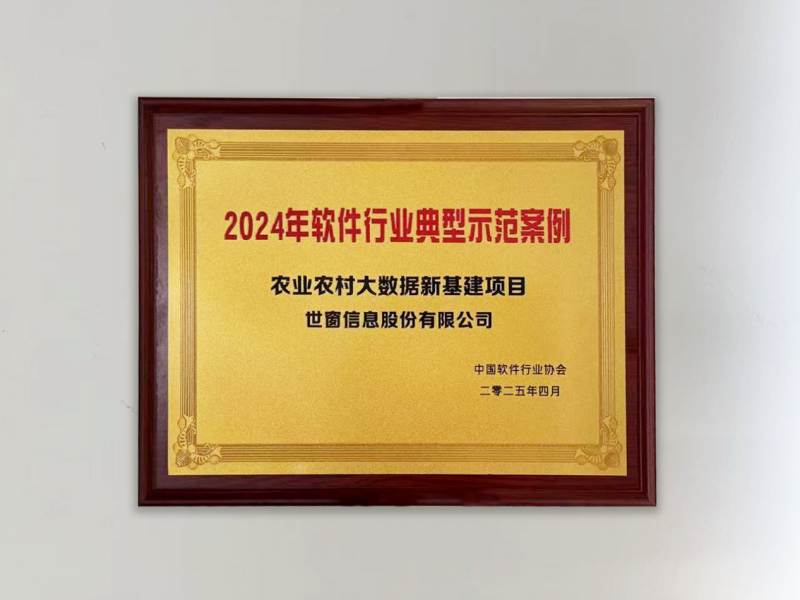 2024年软件行业典型示范案例
农业农村大数据新基建项目
世窗信息股份有限公司
中国软件行业协会
二零二五年四月